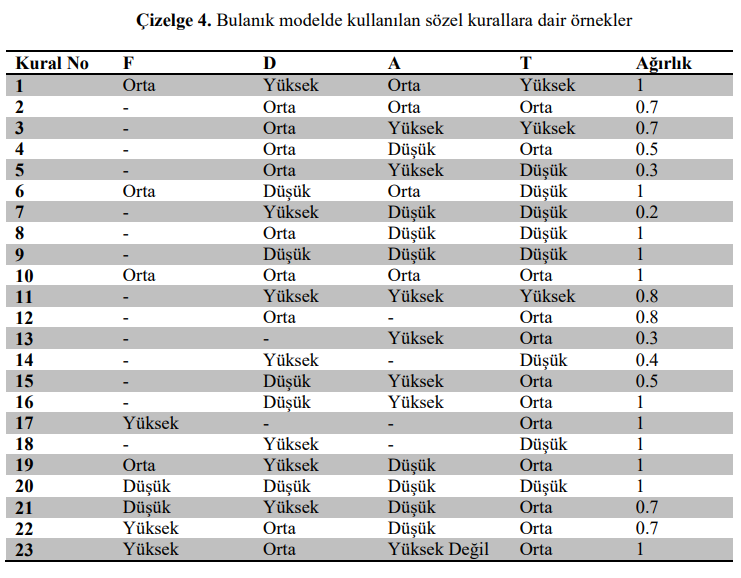 Çizelge 4. Bulanık modelde kullanılan sözel kurallara dair örnekler
Kural No F D A T Ağırlık
1 Orta Yüksek Orta Yüksek 1
2 - Orta Orta Orta 0.7
3 - Orta Yüksek Yüksek 0.7
4 - Orta Düşük Orta 0.5
5 - Orta Yüksek Düşük 0.3
6 Orta Düşük Orta Düşük 1
7 - Yüksek Düşük Düşük 0.2
8 - Orta Düşük Düşük 1
9 - Düşük Düşük Düşük 1
10 Orta Orta Orta Orta 1
11 - Yüksek Yüksek Yüksek 0.8
12 - Orta - Orta 0.8
13 - - Yüksek Orta 0.3
14 - Yüksek - Düşük 0.4
15 - Düşük Yüksek Orta 0.5
16 - Düşük Yüksek Orta 1
17 Yüksek - - Orta 1
18 - Yüksek - Düşük 1
19 Orta Yüksek Düşük Orta 1
20 Düşük Düşük Düşük Düşük 1
21 Düşük Yüksek Düşük Orta 0.7
22 Yüksek Orta Düşük Orta 0.7
23 Yüksek Orta Yüksek Değil Orta 1